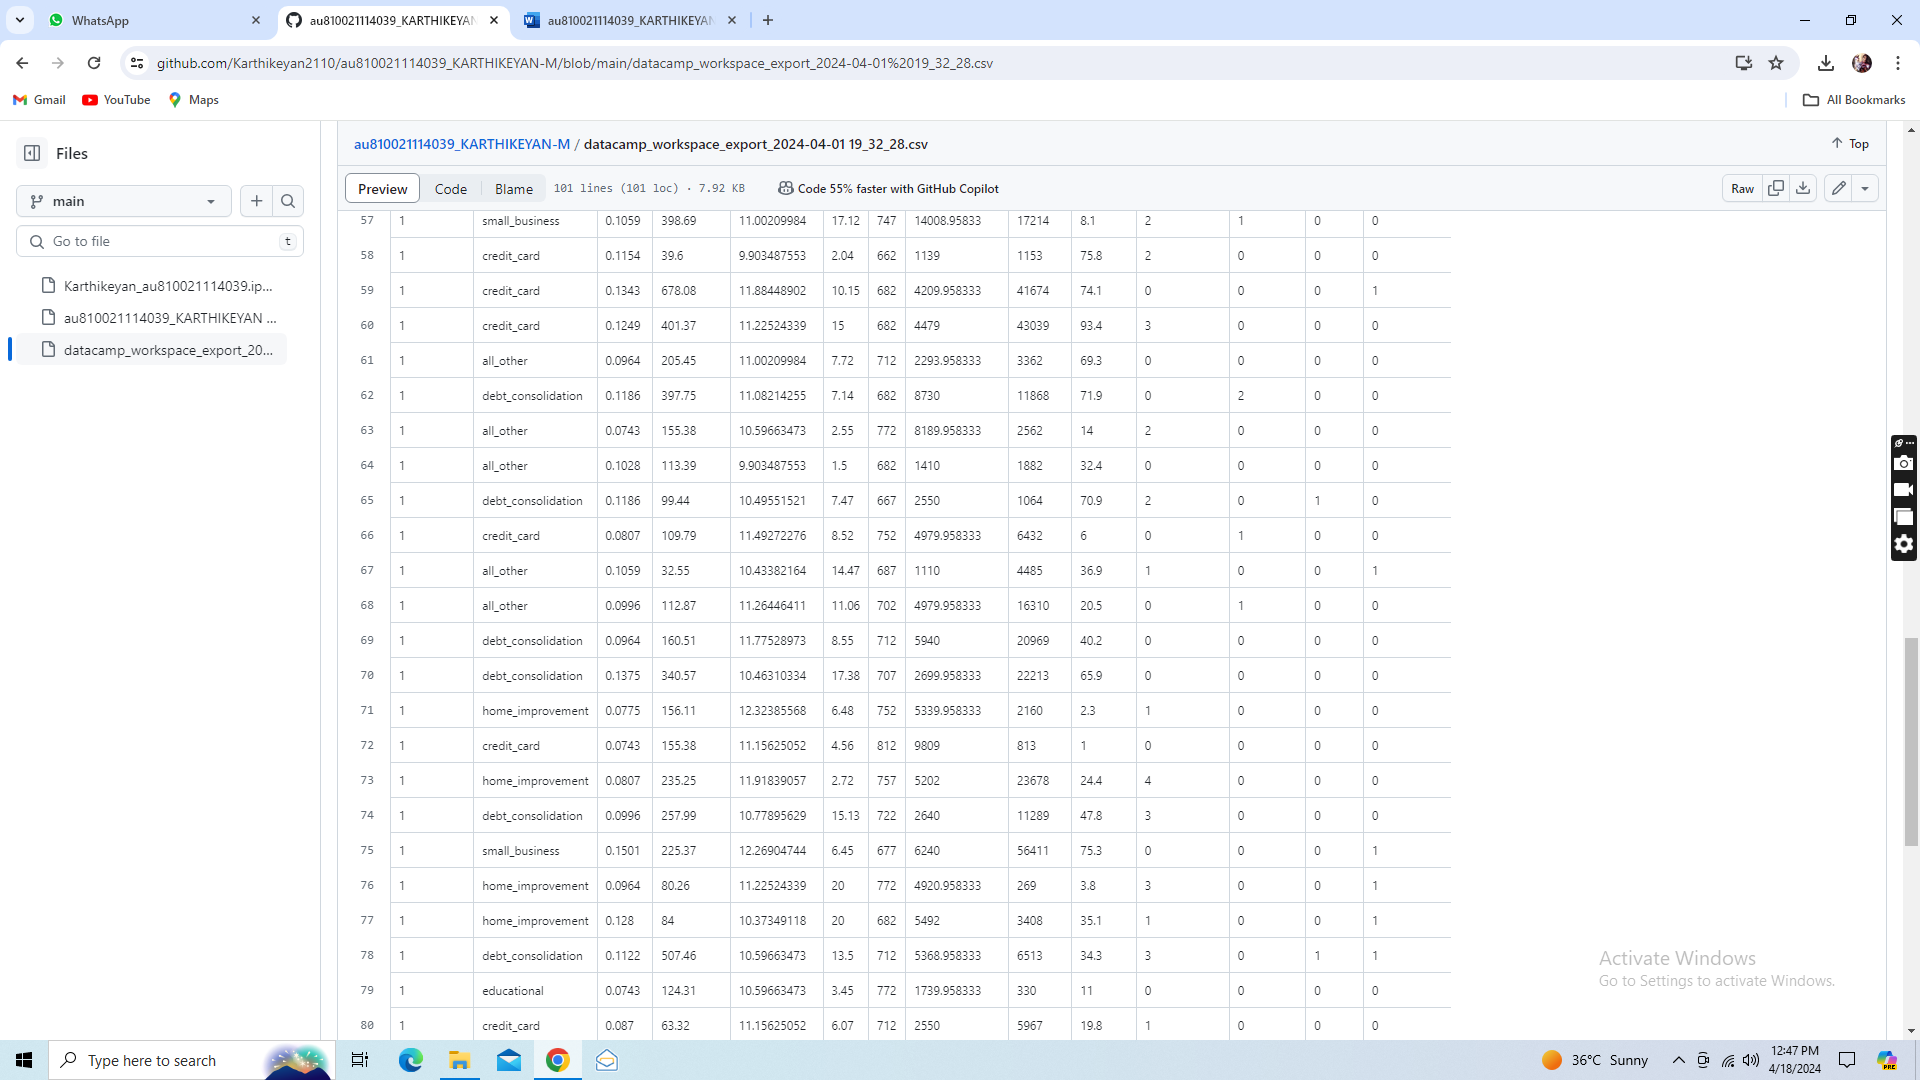 WhatsApp
au810021114039_KARTHIKEYAN
au810021114039_KARTHIKEYAN
github.com/Karthikeyan2110/au810021114039_KARTHIKEYAN-M/blob/main/datacamp_workspace_export_2024-04-01%2019_32_28.csv
Gmail YouTube Maps All Bookmarks
Files
main
Go to file t
Karthikeyan_au810021114039.ip...
au810021114039_KARTHIKEYAN ...
datacamp_workspace_export_20...
au810021114039_KARTHIKEYAN-M / datacamp_workspace_export_2024-04-01 19_32_28.csv
Top
Preview Code Blame 101 lines (101 loc) · 7.92 KB Code 55% faster with GitHub Copilot Raw
57 1 small_business 0.1059 398.69 11.00209984 17.12 747 14008.95833 17214 8.1 2 1 0 0
58 1 credit_card 0.1154 39.6 9.903487553 2.04 662 1139 1153 75.8 2 0 0 0
59 1 credit_card 0.1343 678.08 11.88448902 10.15 682 4209.958333 41674 74.1 0 0 0 1
60 1 credit_card 0.1249 401.37 11.22524339 15 682 4479 43039 93.4 3 0 0 0
61 1 all_other 0.0964 205.45 11.00209984 7.72 712 2293.958333 3362 69.3 0 0 0 0
62 1 debt_consolidation 0.1186 397.75 11.08214255 7.14 682 8730 11868 71.9 0 2 0 0
63 1 all_other 0.0743 155.38 10.59663473 2.55 772 8189.958333 2562 14 2 0 0 0
64 1 all_other 0.1028 113.39 9.903487553 1.5 682 1410 1882 32.4 0 0 0 0
65 1 debt_consolidation 0.1186 99.44 10.49551521 7.47 667 2550 1064 70.9 2 0 1 0
66 1 credit_card 0.0807 109.79 11.49272276 8.52 752 4979.958333 6432 6 0 1 0 0
67 1 all_other 0.1059 32.55 10.43382164 14.47 687 1110 4485 36.9 1 0 0 1
68 1 all_other 0.0996 112.87 11.26446411 11.06 702 4979.958333 16310 20.5 0 1 0 0
69 1 debt_consolidation 0.0964 160.51 11.77528973 8.55 712 5940 20969 40.2 0 0 0 0
70 1 debt_consolidation 0.1375 340.57 10.46310334 17.38 707 2699.958333 22213 65.9 0 0 0 0
71 1 home_improvement 0.0775 156.11 12.32385568 6.48 752 5339.958333 2160 2.3 1 0 0 0
72 1 credit_card 0.0743 155.38 11.15625052 4.56 812 9809 813 1 0 0 0 0
73 1 home_improvement 0.0807 235.25 11.91839057 2.72 757 5202 23678 24.4 4 0 0 0
74 1 debt_consolidation 0.0996 257.99 10.77895629 15.13 722 2640 11289 47.8 3 0 0 0
75 1 small_business 0.1501 225.37 12.26904744 6.45 677 6240 56411 75.3 0 0 0 1
76 1 home_improvement 0.0964 80.26 11.22524339 20 772 4920.958333 269 3.8 3 0 0 1
77 1 home_improvement 0.128 84 10.37349118 20 682 5492 3408 35.1 1 0 0 1
78 1 debt_consolidation 0.1122 507.46 10.59663473 13.5 712 5368.958333 6513 34.3 3 0 1 1
79 1 educational 0.0743 124.31 10.59663473 3.45 772 1739.958333 330 11 0 0 0 0
80 1 credit_card 0.087 63.32 11.15625052 6.07 712 2550 5967 19.8 1 0 0 0
Activate Windows
Go to Settings to activate Windows.
Type here to search
36°C Sunny
12:47 PM
4/18/2024
PRE